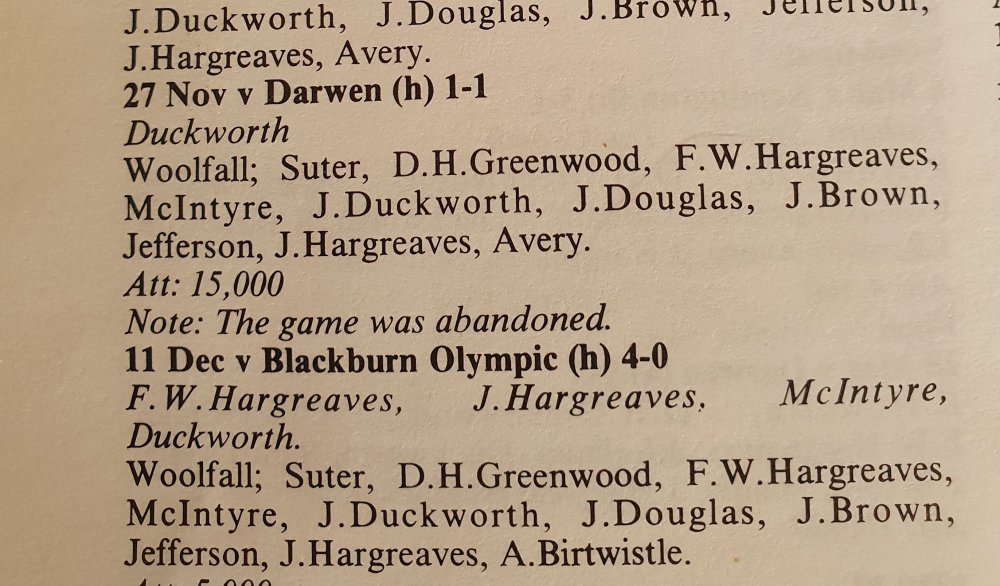 J.Duckworth, J.Douglas, J.Brown, Jefferson,
J.Hargreaves, Avery.
27 Nov v Darwen (h) 1-1
Duckworth
Woolfall; Suter, D.H.Greenwood, F.W.Hargreaves,
McIntyre, J.Duckworth, J.Douglas, J.Brown,
Jefferson, J.Hargreaves, Avery.
Att: 15,000
Note: The game was abandoned.
11 Dec v Blackburn Olympic (h) 4-0
F.W.Hargreaves, J.Hargreaves, McIntyre,
Duckworth.
Woolfall; Suter, D.H.Greenwood, F.W.Hargreaves,
McIntyre, J.Duckworth, J.Douglas, J.Brown,
Jefferson, J.Hargreaves, A.Birtwistle.